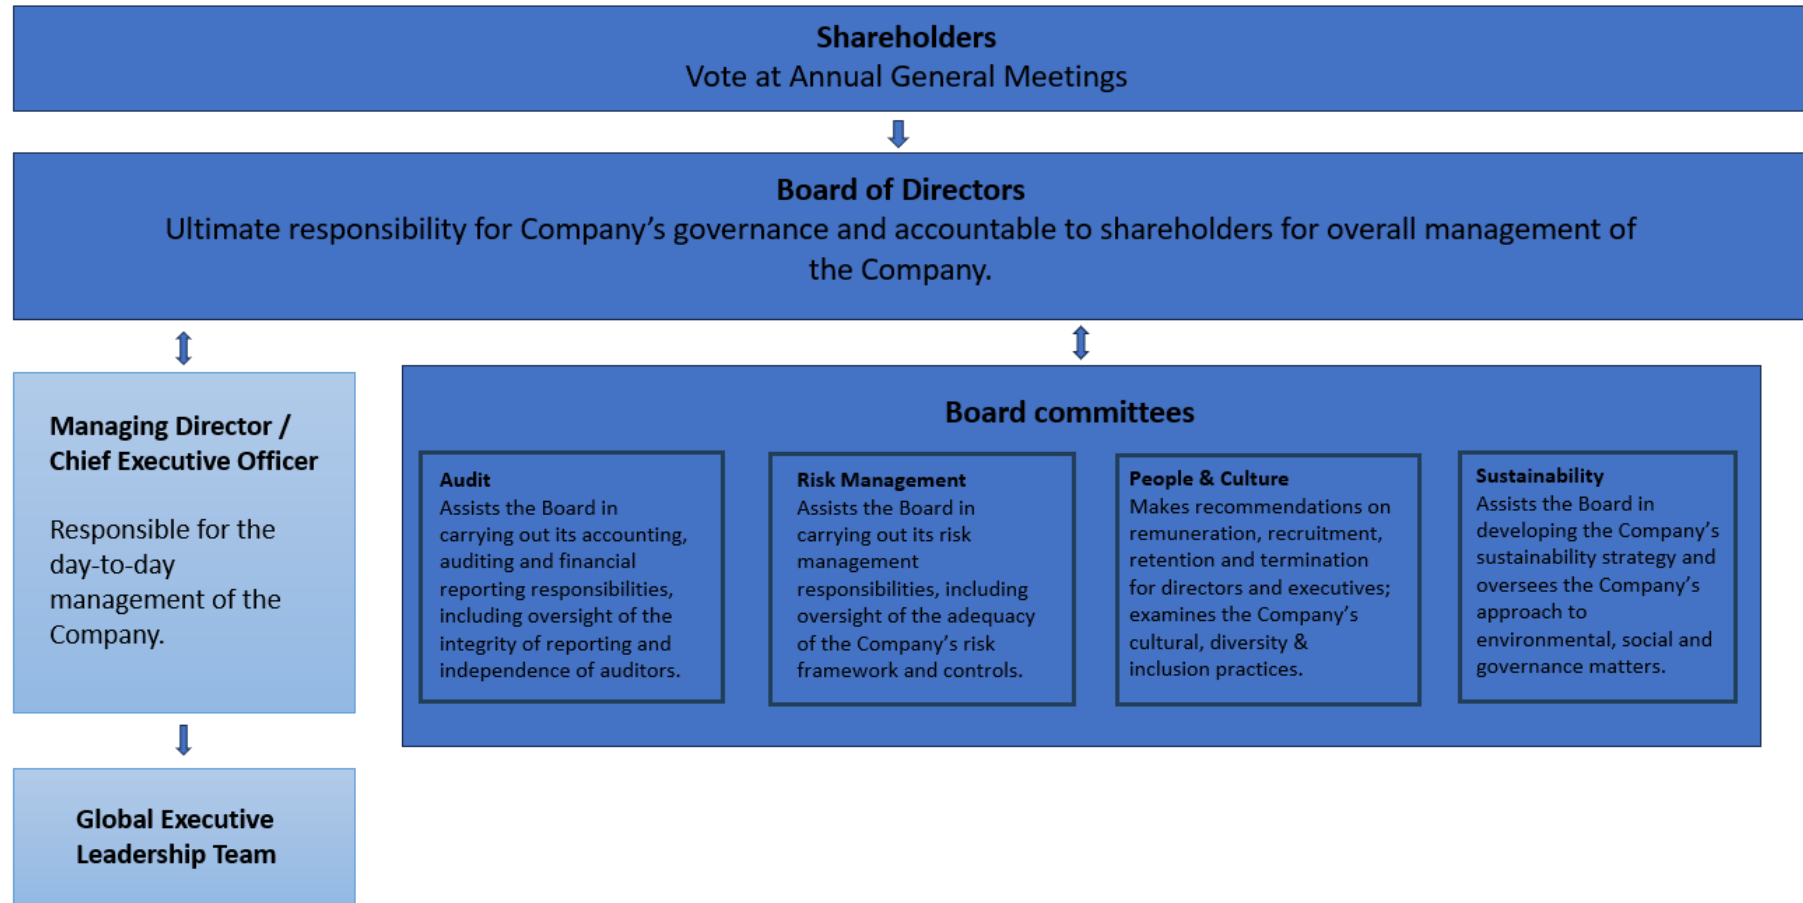 Shareholders
Vote at Annual General Meetings
Board of Directors
Ultimate responsibility for Company’s governance and accountable to shareholders for overall management of
the Company.
Managing Director /
Chief Executive Officer
Responsible for the
day-to-day
management of the
Company.
Global Executive
Leadership Team
Board committees
Audit
Assists the Board in
carrying out its accounting,
auditing and financial
reporting responsibilities,
including oversight of the
integrity of reporting and
independence of auditors.
Risk Management
Assists the Board in
carrying out its risk
management
responsibilities, including
oversight of the adequacy
of the Company’s risk
framework and controls.
People & Culture
Makes recommendations on
remuneration, recruitment,
retention and termination
for directors and executives;
examines the Company’s
cultural, diversity &
inclusion practices.
Sustainability
Assists the Board in
developing the Company’s
sustainability strategy and
oversees the Company’s
approach to
environmental, social and
governance matters.